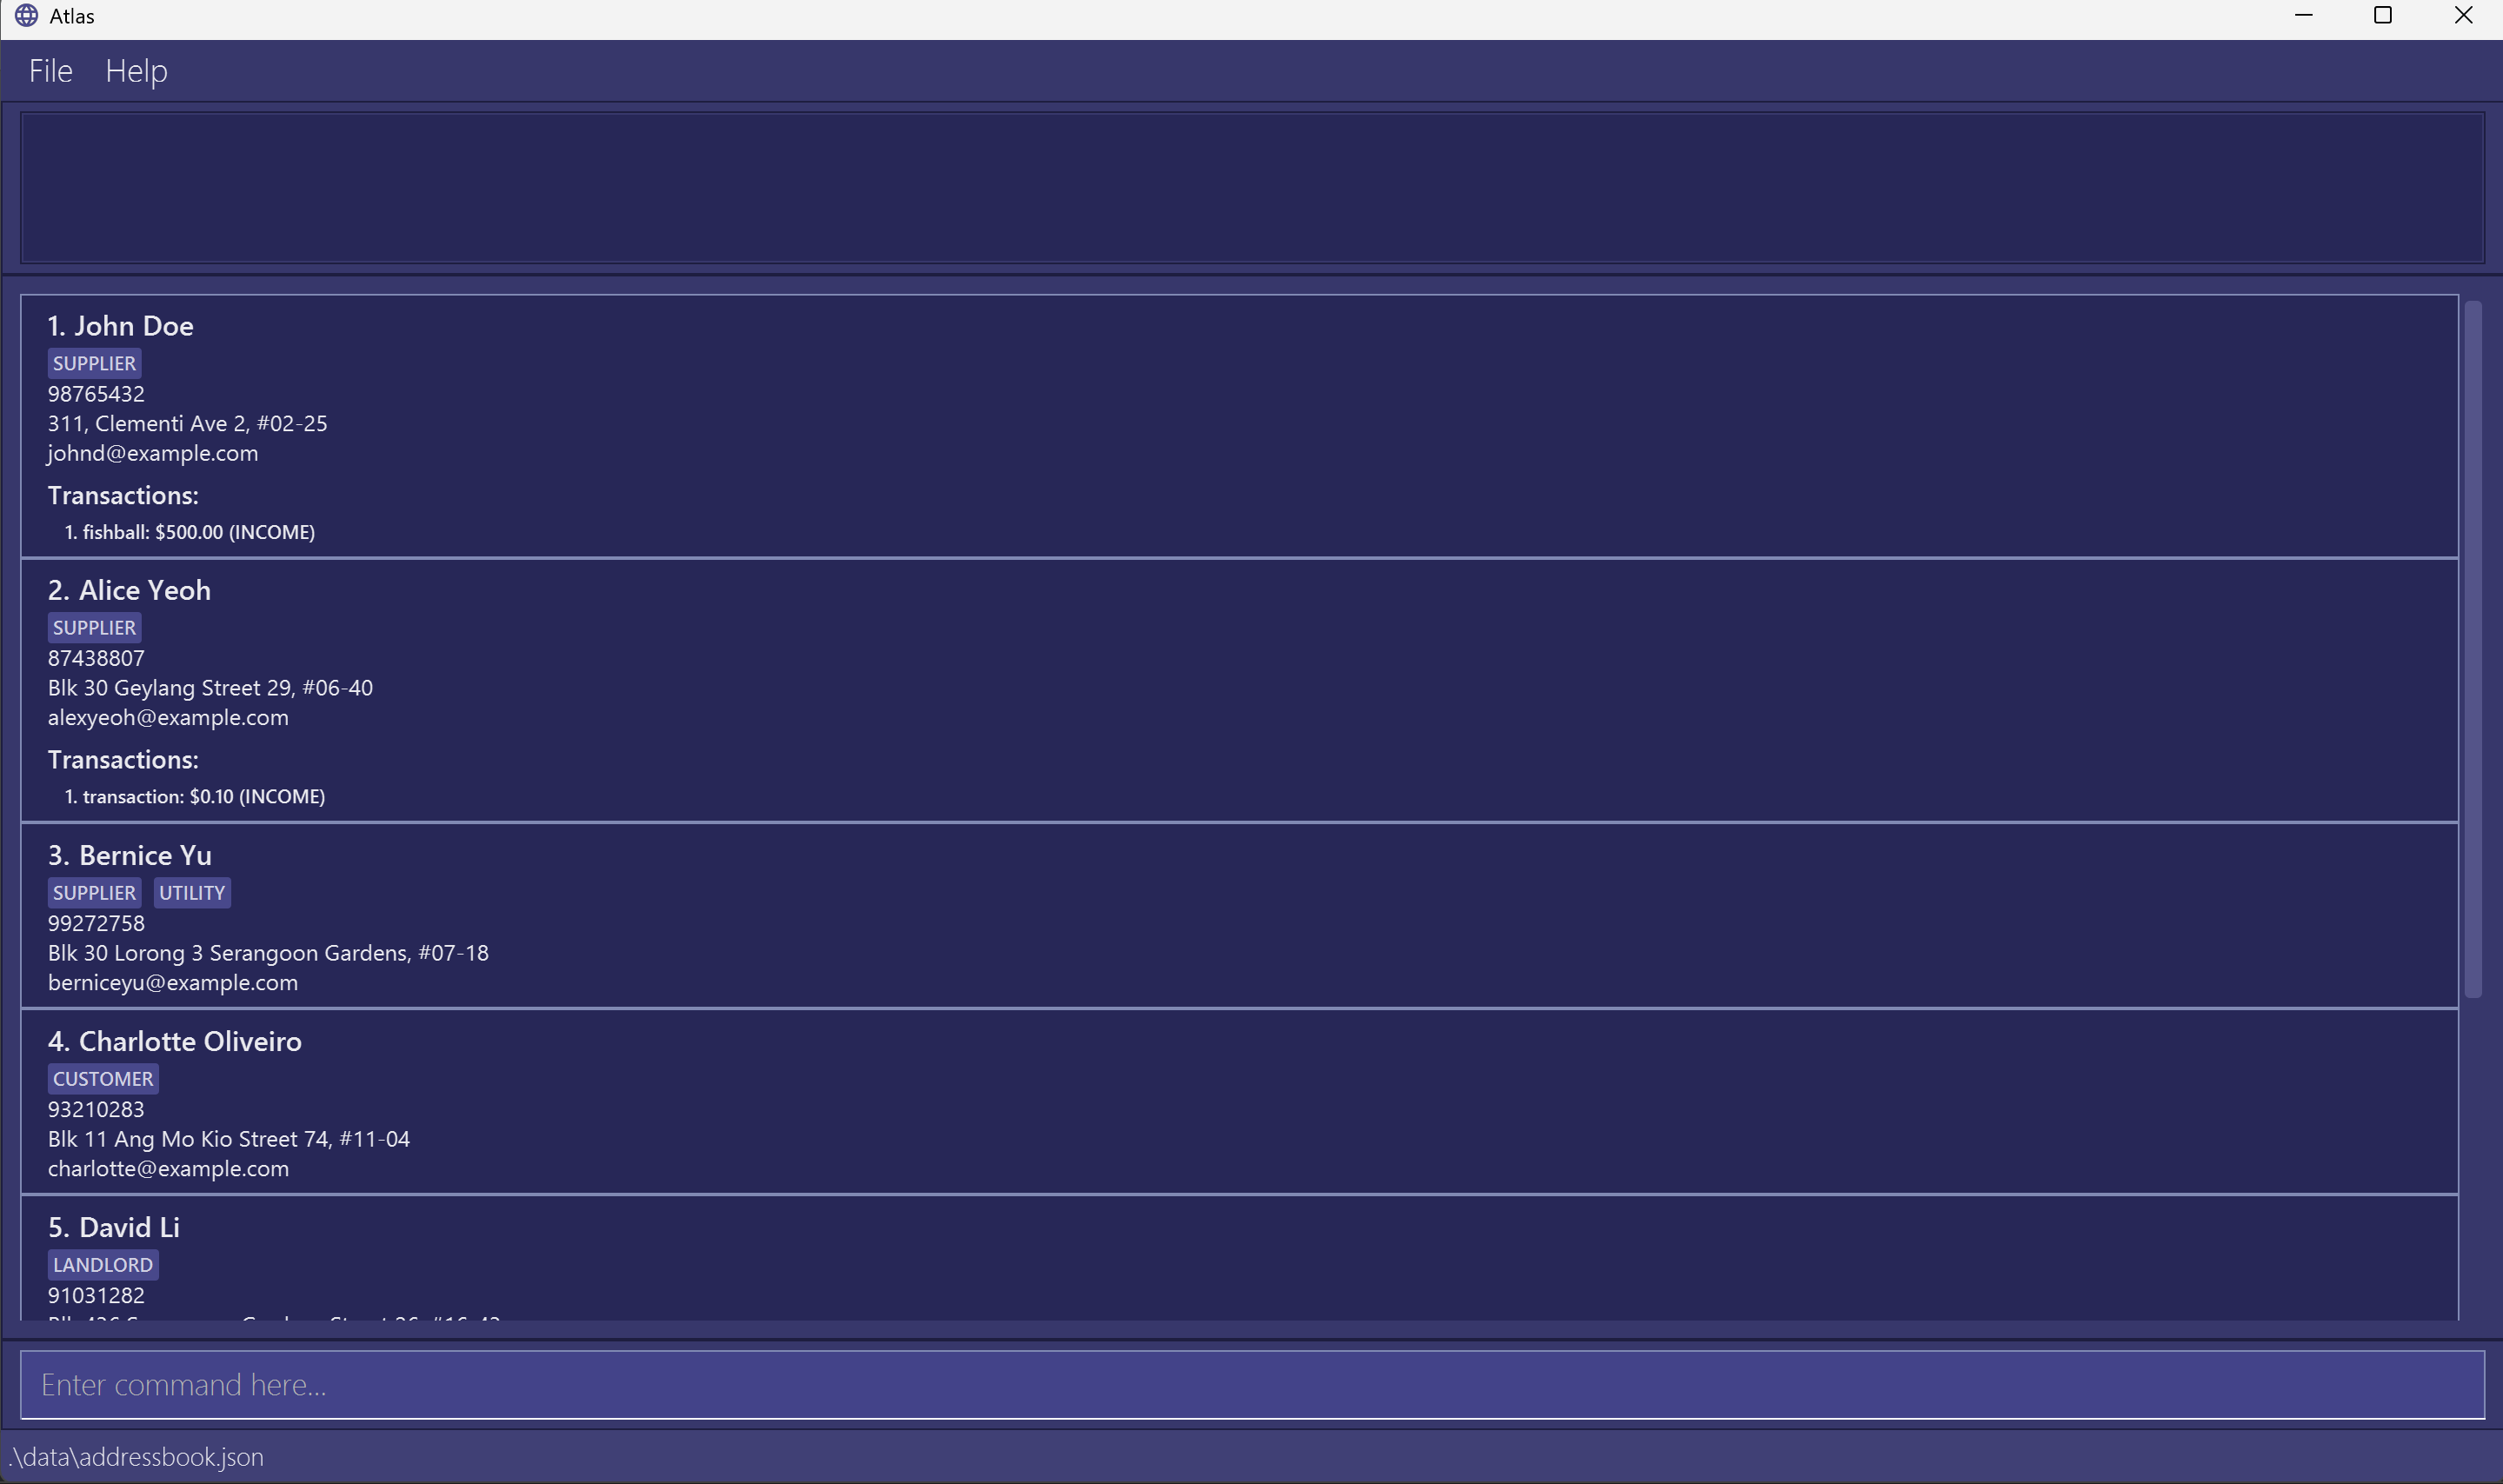 Atlas
File Help
1. John Doe
SUPPLIER
98765432
311, Clementi Ave 2, #02-25
johnd@example.com
Transactions:
1. fishball: $500.00 (INCOME)
2. Alice Yeoh
SUPPLIER
87438807
Blk 30 Geylang Street 29, #06-40
alexyeoh@example.com
Transactions:
1. transaction: $0.10 (INCOME)
3. Bernice Yu
SUPPLIER UTILITY
99272758
Blk 30 Lorong 3 Serangoon Gardens, #07-18
berniceyu@example.com
4. Charlotte Oliveiro
CUSTOMER
93210283
Blk 11 Ang Mo Kio Street 74, #11-04
charlotte@example.com
5. David Li
LANDLORD
91031282
Enter command here...
.\data\addressbook.json